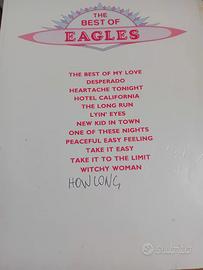 THE
BEST OF
EAGLES
THE BEST OF MY LOVE
DESPERADO
HEARTACHE TONIGHT
HOTEL CALIFORNIA
THE LONG RUN
LYIN' EYES
NEW KID IN TOWN
ONE OF THESE NIGHTS
PEACEFUL EASY FEELING
TAKE IT EASY
TAKE IT TO THE LIMIT
WITCHY WOMAN
HOW LONG
subito.it